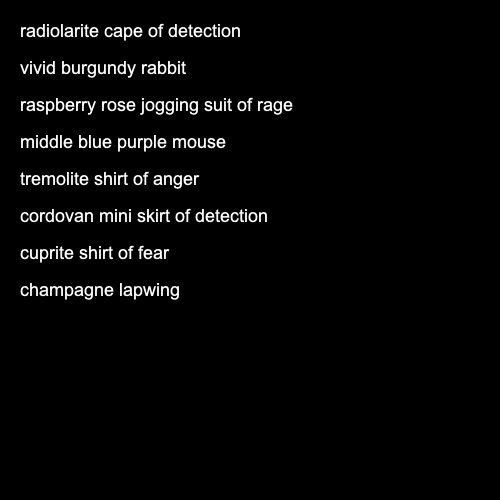 radiolarite cape of detection
vivid burgundy rabbit
raspberry rose jogging suit of rage
middle blue purple mouse
tremolite shirt of anger
cordovan mini skirt of detection
cuprite shirt of fear
champagne lapwing